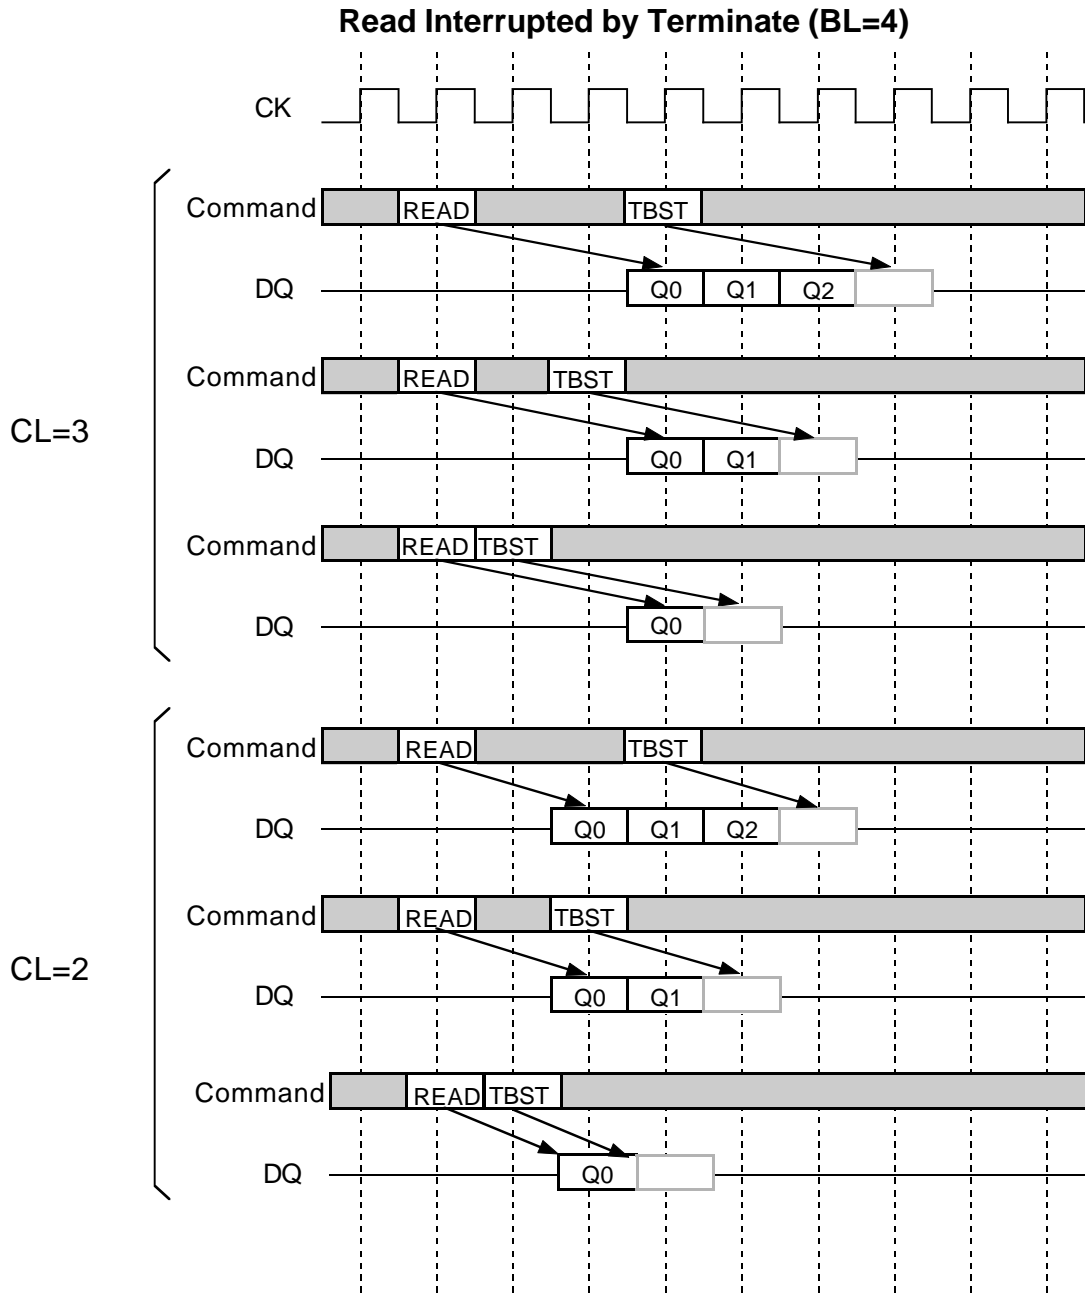 Read Interrupted by Terminate (BL=4)
CK
Command READ TBST
DQ Q0 Q1 Q2
Command READ TBST
CL=3
DQ Q0 Q1
Command READ TBST
DQ Q0
Command READ TBST
DQ Q0 Q1 Q2
Command READ TBST
CL=2
DQ Q0 Q1
Command READ TBST
DQ Q0